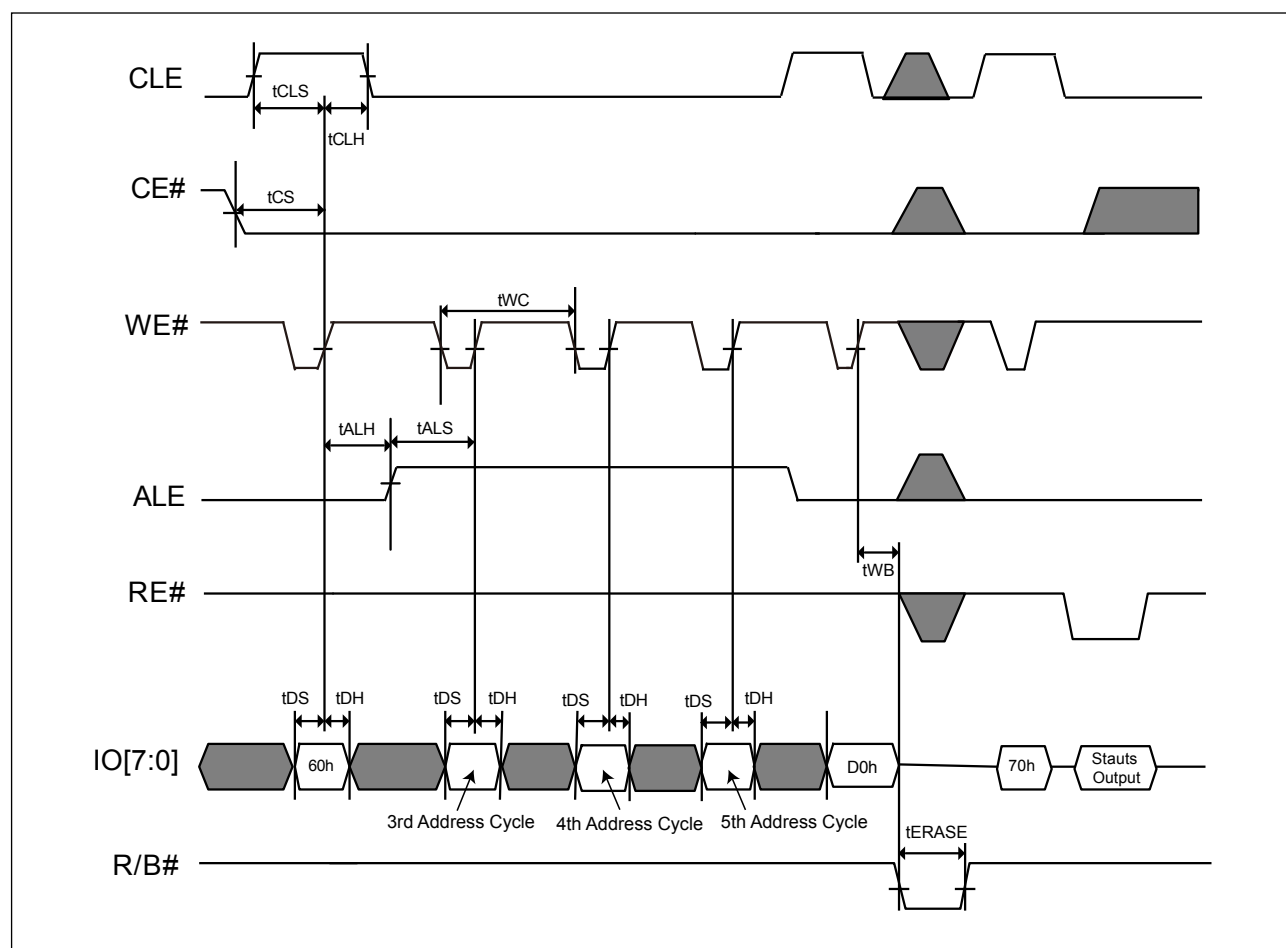 CLE
tCLS
tCLH
CE#
tCS
WE#
tWC
tALH
tALS
ALE
tWB
RE#
tDS
tDH
tDS
tDH
tDS
tDH
tDS
tDH
IO[7:0]
60h
D0h
70h
Stauts
Output
3rd Address Cycle
4th Address Cycle
5th Address Cycle
tERASE
R/B#